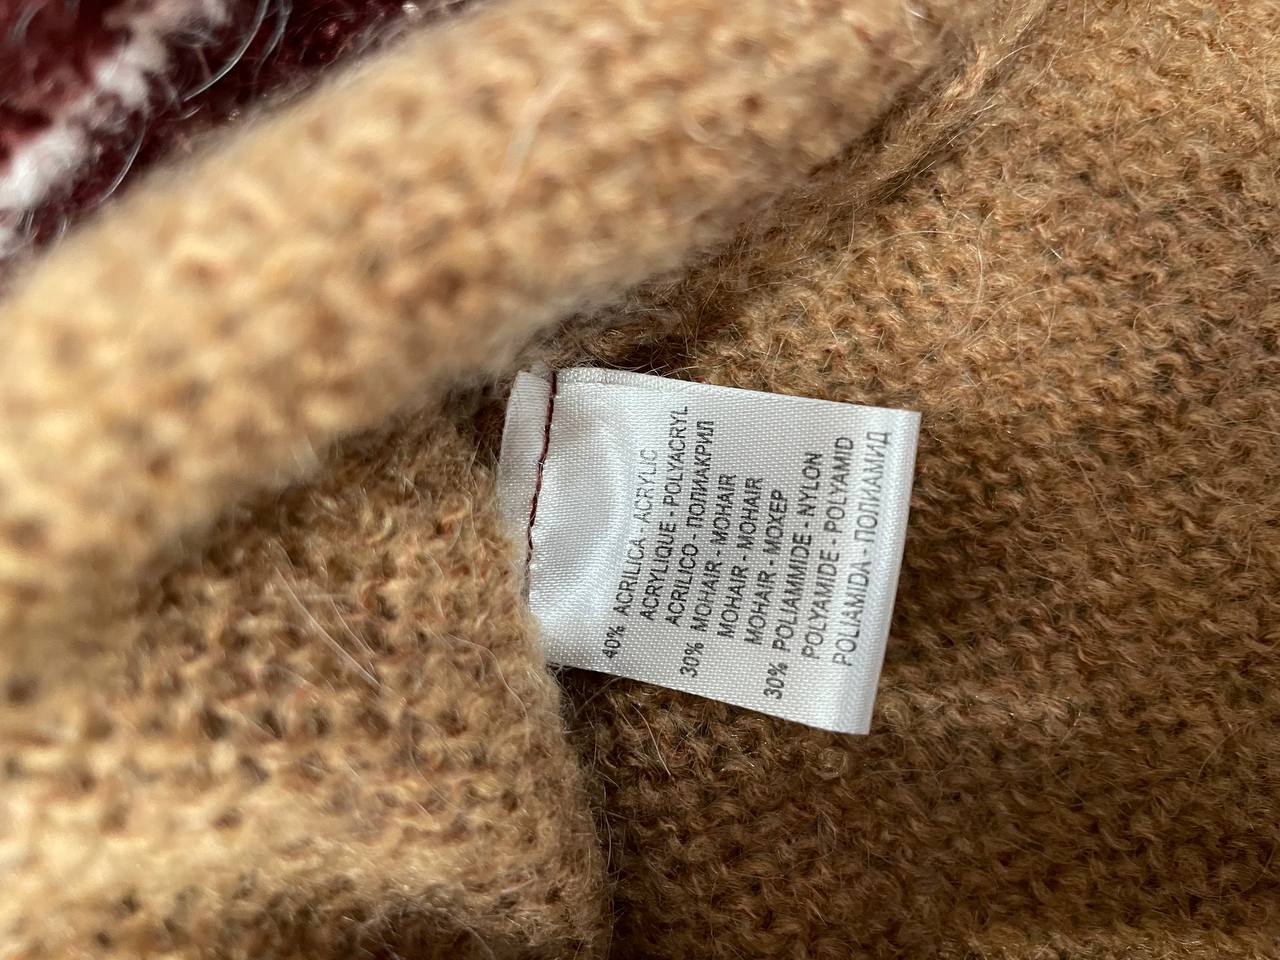 40% ACRILICA - ACRYLIC
ACRYLIQUE - POLYACRYL
ACRILICO - ПОЛИАКРИЛ
30% MOHAIR - MOHAIR
MOHAIR - MOHAIR
MOHAIR - МОХЕР
30% POLIAMMIDE - NYLON
POLYAMIDE - POLYAMID
POLIAMIDA - ПОЛИАМИД